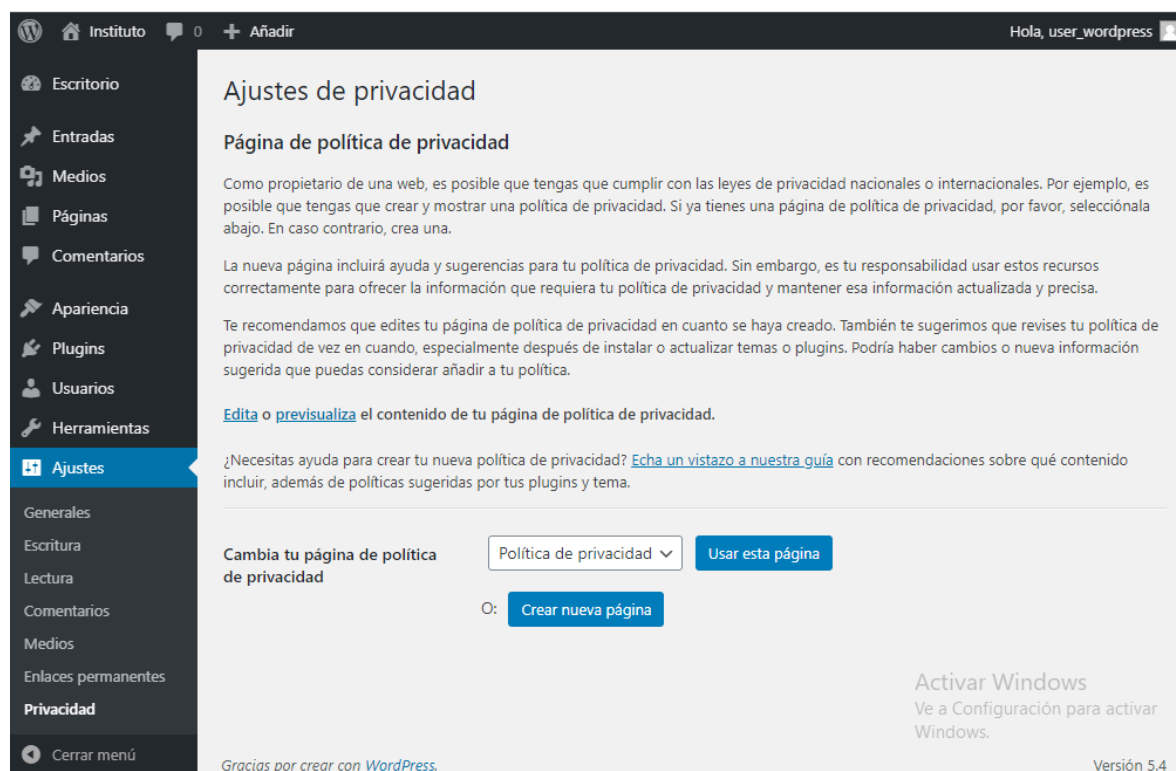 Instituto 0 Añadir Hola, user_wordpress
Escritorio
Entradas
Medios
Páginas
Comentarios
Apariencia
Plugins
Usuarios
Herramientas
Ajustes
Generales
Escritura
Lectura
Comentarios
Medios
Enlaces permanentes
Privacidad
Cerrar menú
Ajustes de privacidad
Página de política de privacidad
Como propietario de una web, es posible que tengas que cumplir con las leyes de privacidad nacionales o internacionales. Por ejemplo, es
posible que tengas que crear y mostrar una política de privacidad. Si ya tienes una página de política de privacidad, por favor, selecciónala
abajo. En caso contrario, crea una.
La nueva página incluirá ayuda y sugerencias para tu política de privacidad. Sin embargo, es tu responsabilidad usar estos recursos
correctamente para ofrecer la información que requiera tu política de privacidad y mantener esa información actualizada y precisa.
Te recomendamos que edites tu página de política de privacidad en cuanto se haya creado. También te sugerimos que revises tu política de
privacidad de vez en cuando, especialmente después de instalar o actualizar temas o plugins. Podría haber cambios o nueva información
sugerida que puedas considerar añadir a tu política.
Edita o previsualiza el contenido de tu página de política de privacidad.
¿Necesitas ayuda para crear tu nueva política de privacidad? Echa un vistazo a nuestra guía con recomendaciones sobre qué contenido
incluir, además de políticas sugeridas por tus plugins y tema.
Cambia tu página de política
de privacidad
Política de privacidad
Usar esta página
O: Crear nueva página
Activar Windows
Ve a Configuración para activar
Windows.
Gracias por crear con WordPress.
Versión 5.4